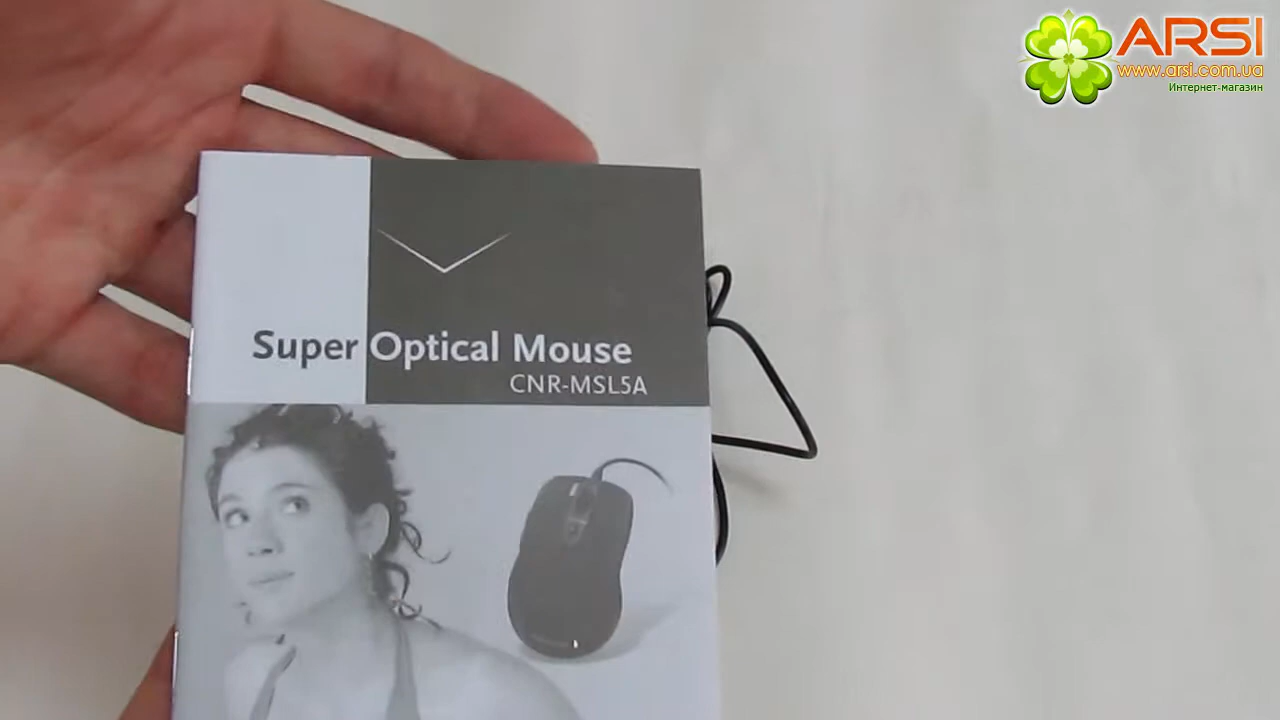 ARSI
www.arsi.com.ua
Интернет-магазин
Super Optical Mouse
CNR-MSL5A